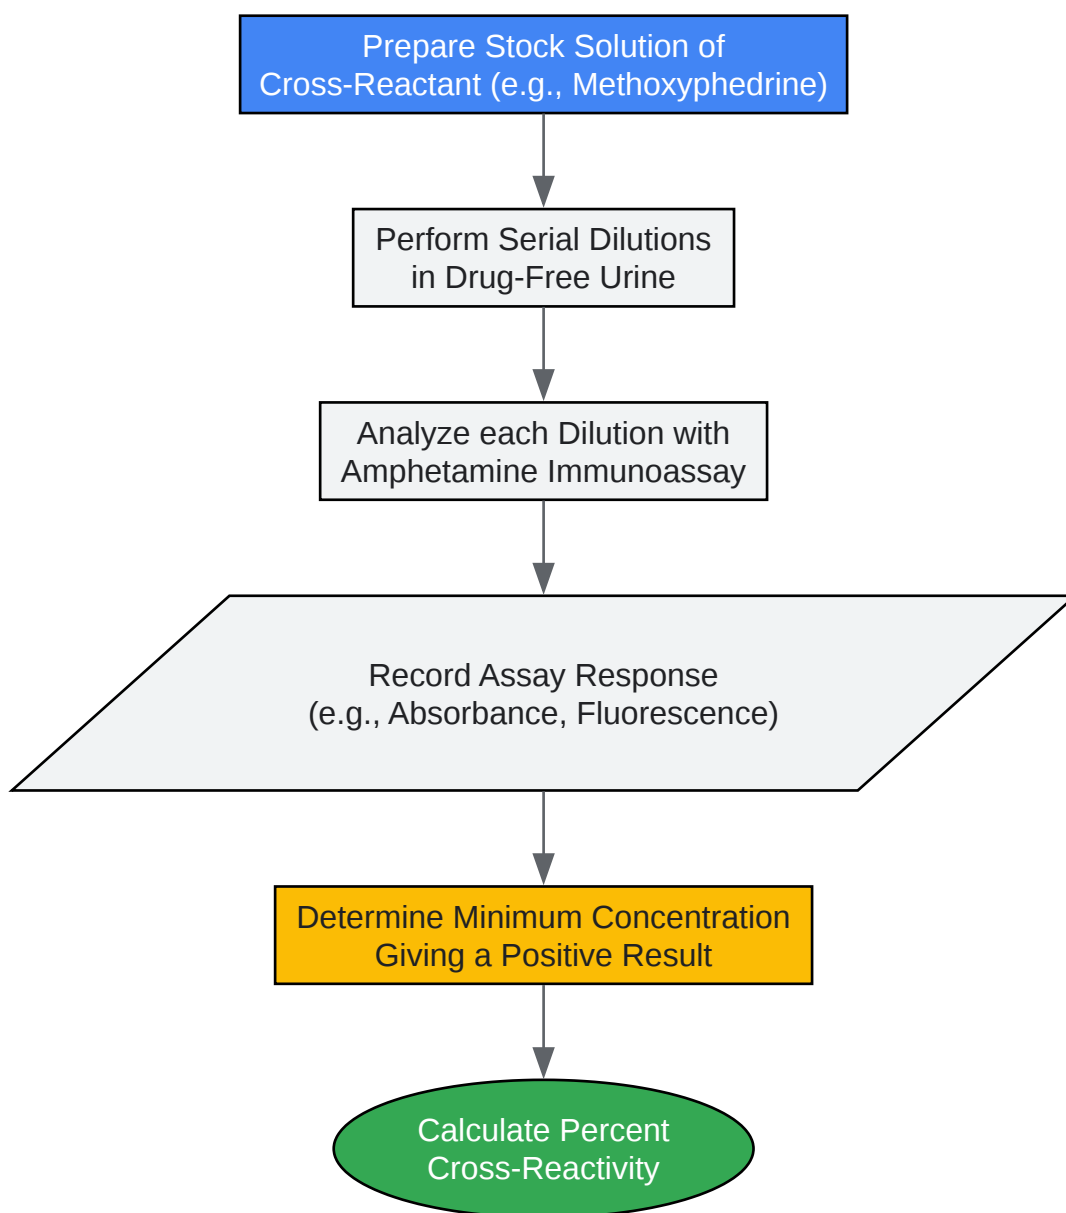 Prepare Stock Solution of
Cross-Reactant (e.g., Methoxyphedrine)
Perform Serial Dilutions
in Drug-Free Urine
Analyze each Dilution with
Amphetamine Immunoassay
Record Assay Response
(e.g., Absorbance, Fluorescence)
Determine Minimum Concentration
Giving a Positive Result
Calculate Percent
Cross-Reactivity